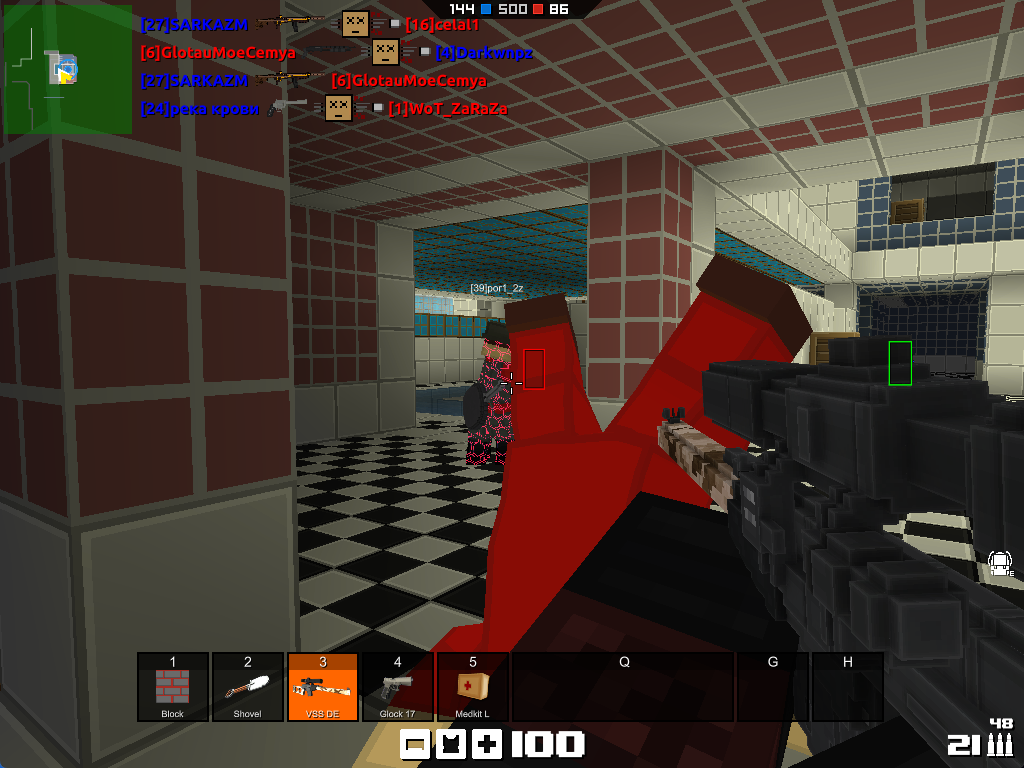 144 500 86
[27]SARKAZM [16]celal1
[6]GlotauMoeCemya [4]Darkwnpz
[27]SARKAZM [6]GlotauMoeCemya
[24]река крови [1]WoT_ZaRaZa
[39]port_2z
1 2 3 4 5 Q G H
Block Shovel VSS DE Glock 17 Medkit L
E
100
48
21